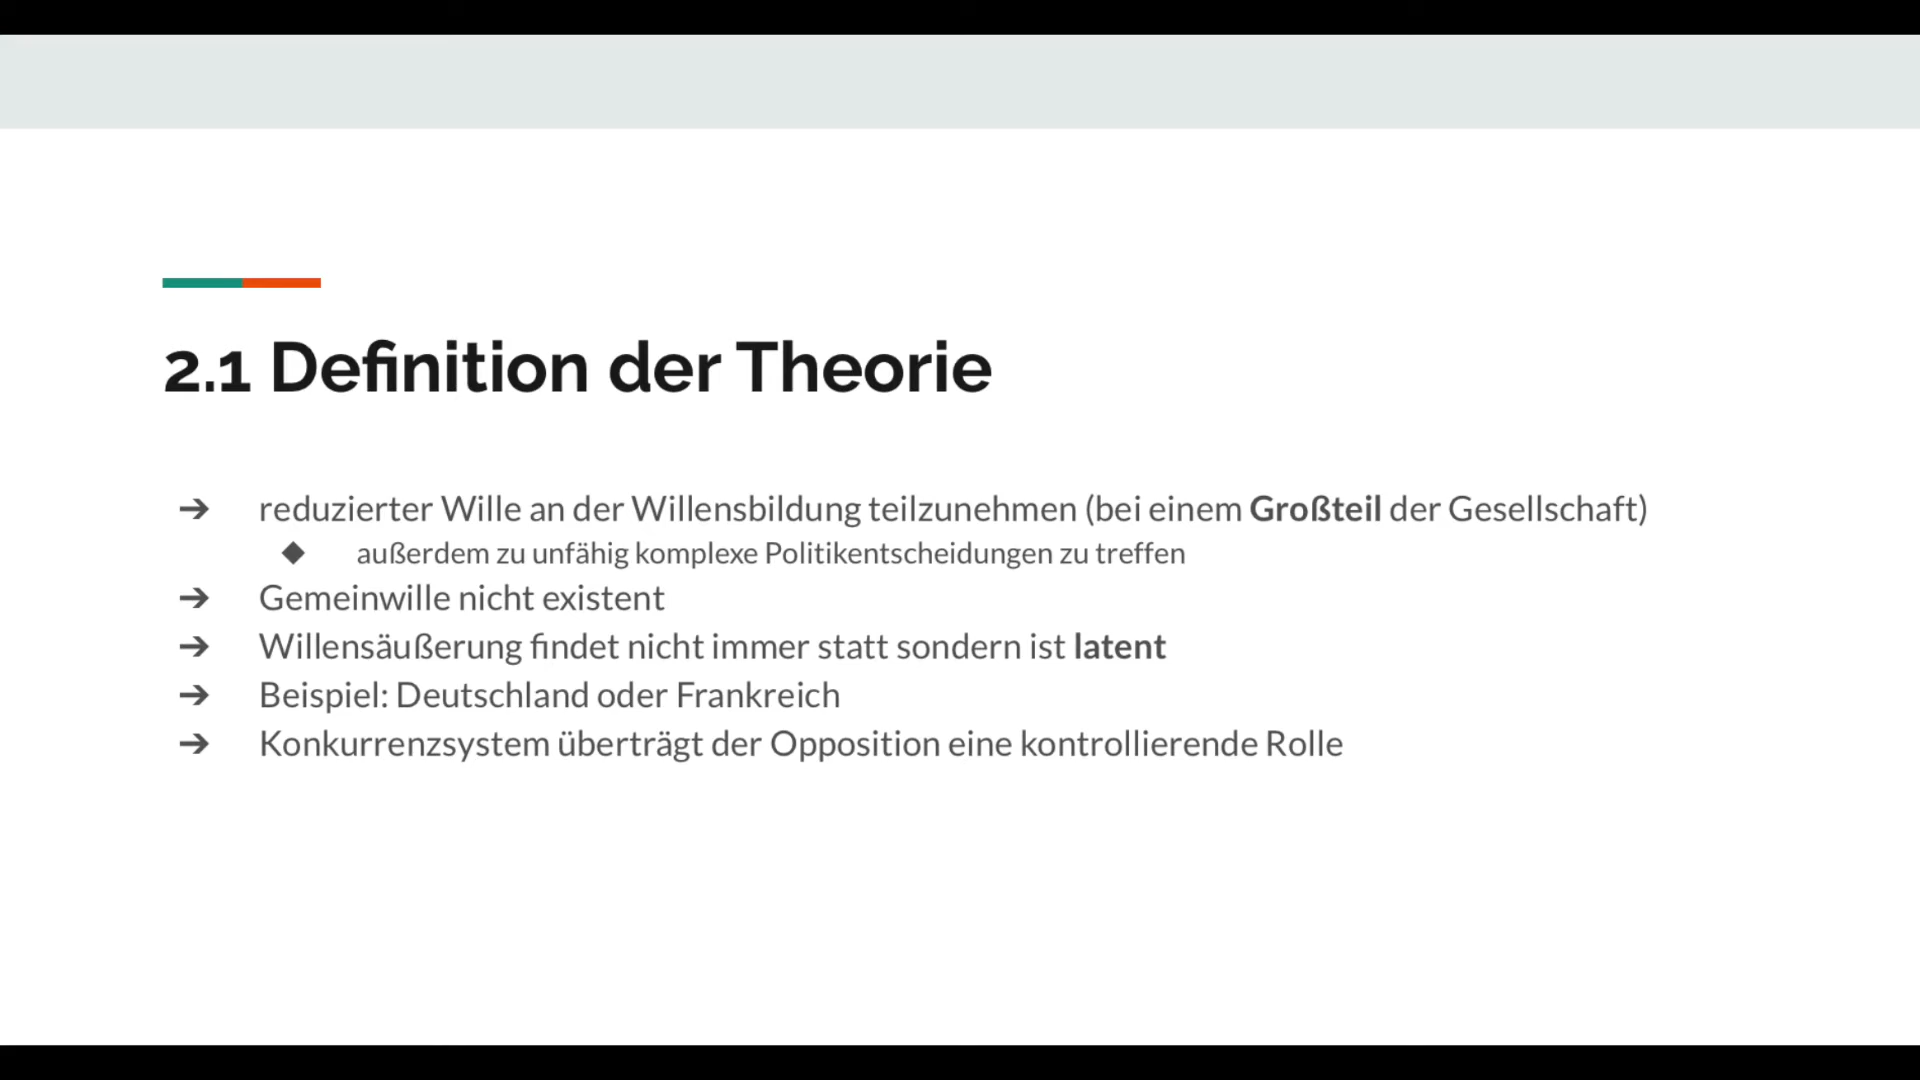 2.1 Definition der Theorie
➔ reduzierter Wille an der Willensbildung teilzunehmen (bei einem Großteil der Gesellschaft)
◆ außerdem zu unfähig komplexe Politikentscheidungen zu treffen
➔ Gemeinwille nicht existent
➔ Willensäußerung findet nicht immer statt sondern ist latent
➔ Beispiel: Deutschland oder Frankreich
➔ Konkurrenzsystem überträgt der Opposition eine kontrollierende Rolle